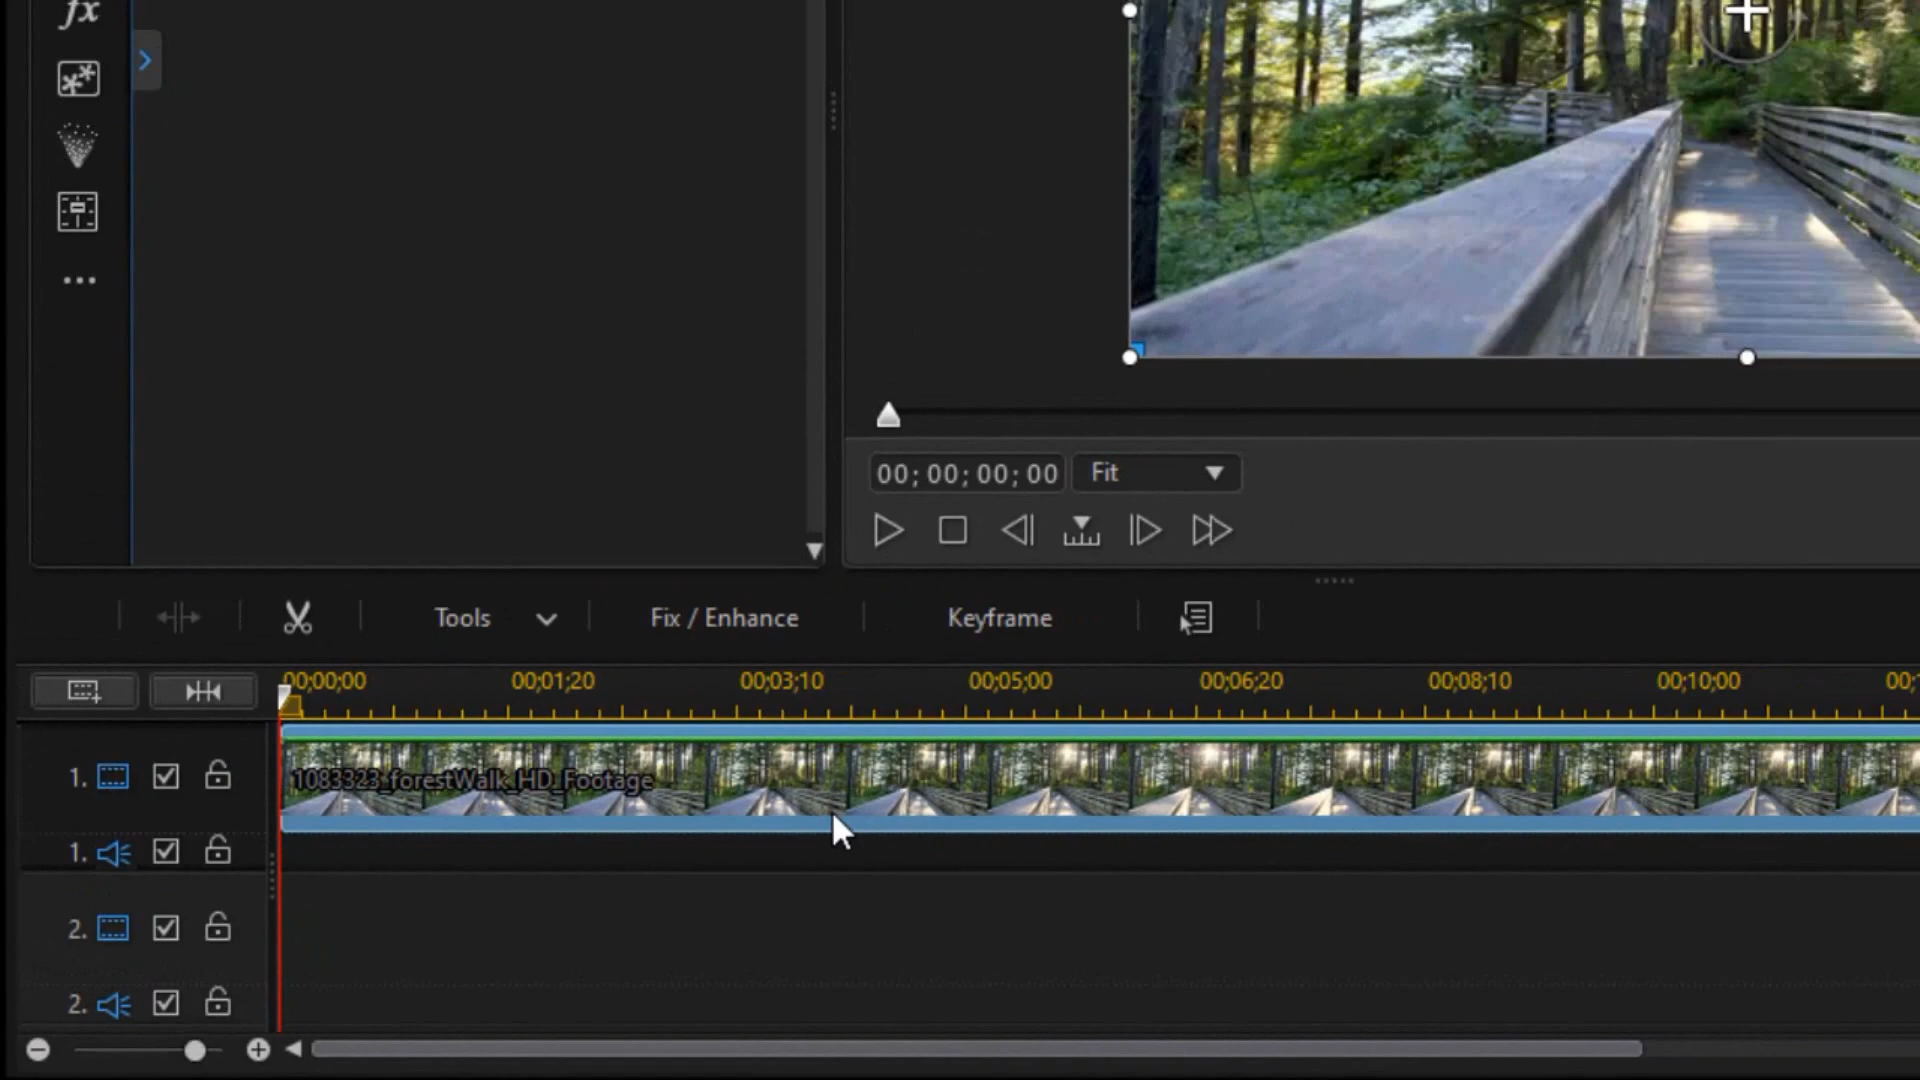 fx
00;00;00;00 Fit
Tools Fix / Enhance Keyframe
00;00;00 00;01;20 00;03;10 00;05;00 00;06;20 00;08;10 00;10;00 00;
1083323_forestWalk_HD_Footage
1.
1.
2.
2.